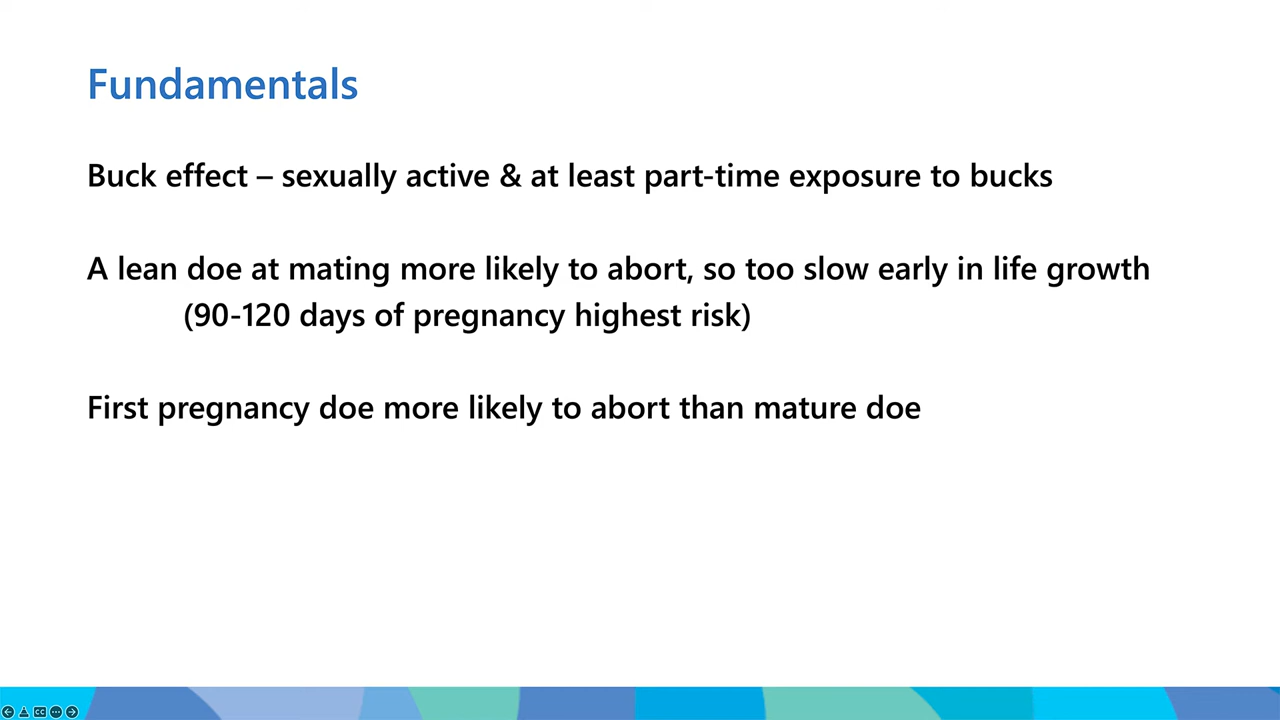 Fundamentals
Buck effect – sexually active & at least part-time exposure to bucks
A lean doe at mating more likely to abort, so too slow early in life growth
(90-120 days of pregnancy highest risk)
First pregnancy doe more likely to abort than mature doe